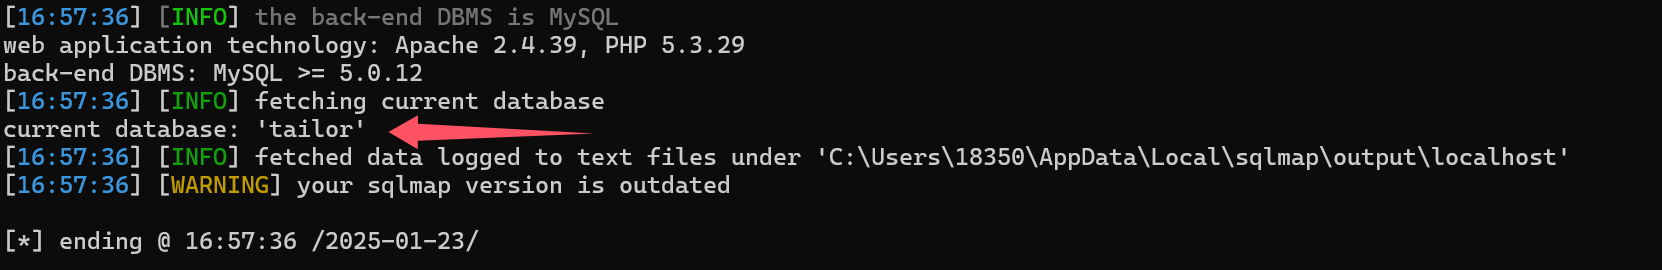 [16:57:36] [INFO] the back-end DBMS is MySQL
web application technology: Apache 2.4.39, PHP 5.3.29
back-end DBMS: MySQL >= 5.0.12
[16:57:36] [INFO] fetching current database
current database: 'tailor'
[16:57:36] [INFO] fetched data logged to text files under 'C:\Users\18350\AppData\Local\sqlmap\output\localhost'
[16:57:36] [WARNING] your sqlmap version is outdated
[*] ending @ 16:57:36 /2025-01-23/